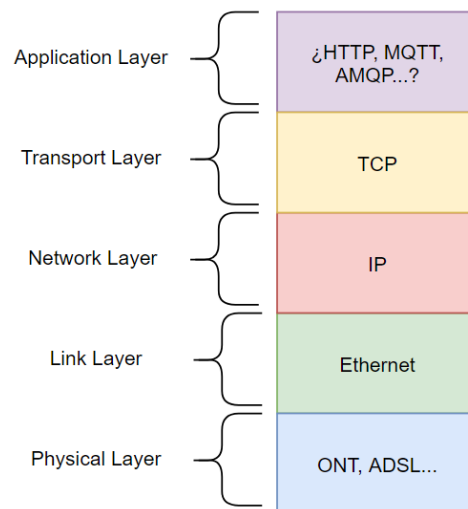 Application Layer
¿HTTP, MQTT,
AMQP...?
Transport Layer
TCP
Network Layer
IP
Link Layer
Ethernet
Physical Layer
ONT, ADSL...